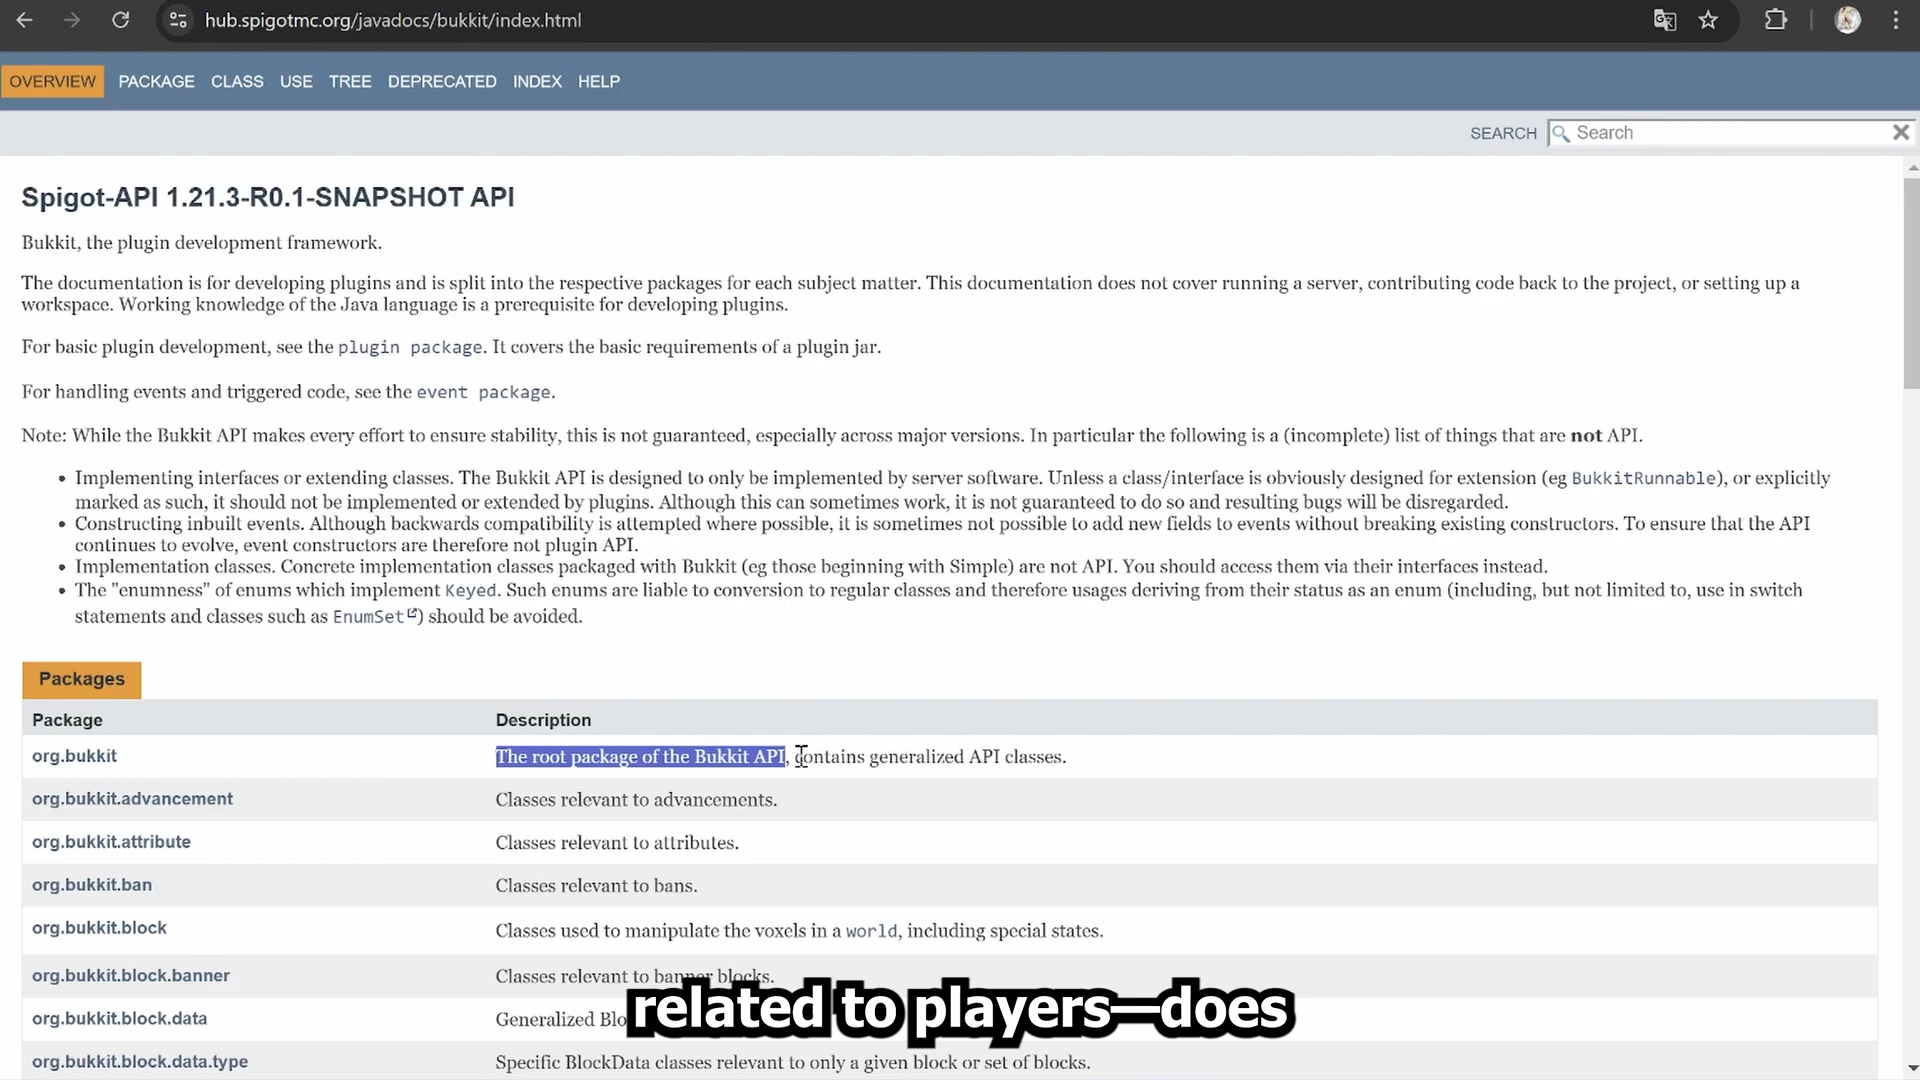 hub.spigotmc.org/javadocs/bukkit/index.html
OVERVIEW PACKAGE CLASS USE TREE DEPRECATED INDEX HELP
SEARCH Search
Spigot-API 1.21.3-R0.1-SNAPSHOT API
Bukkit, the plugin development framework.
The documentation is for developing plugins and is split into the respective packages for each subject matter. This documentation does not cover running a server, contributing code back to the project, or setting up a
workspace. Working knowledge of the Java language is a prerequisite for developing plugins.
For basic plugin development, see the plugin package. It covers the basic requirements of a plugin jar.
For handling events and triggered code, see the event package.
Note: While the Bukkit API makes every effort to ensure stability, this is not guaranteed, especially across major versions. In particular the following is a (incomplete) list of things that are not API.
• Implementing interfaces or extending classes. The Bukkit API is designed to only be implemented by server software. Unless a class/interface is obviously designed for extension (eg BukkitRunnable), or explicitly
marked as such, it should not be implemented or extended by plugins. Although this can sometimes work, it is not guaranteed to do so and resulting bugs will be disregarded.
• Constructing inbuilt events. Although backwards compatibility is attempted where possible, it is sometimes not possible to add new fields to events without breaking existing constructors. To ensure that the API
continues to evolve, event constructors are therefore not plugin API.
• Implementation classes. Concrete implementation classes packaged with Bukkit (eg those beginning with Simple) are not API. You should access them via their interfaces instead.
• The "enumness" of enums which implement Keyed. Such enums are liable to conversion to regular classes and therefore usages deriving from their status as an enum (including, but not limited to, use in switch
statements and classes such as EnumSet) should be avoided.
Packages
Package Description
org.bukkit The root package of the Bukkit API, contains generalized API classes.
org.bukkit.advancement Classes relevant to advancements.
org.bukkit.attribute Classes relevant to attributes.
org.bukkit.ban Classes relevant to bans.
org.bukkit.block Classes used to manipulate the voxels in a world, including special states.
org.bukkit.block.banner Classes relevant to banner blocks.
related to players—does
org.bukkit.block.data Generalized Blo
org.bukkit.block.data.type Specific BlockData classes relevant to only a given block or set of blocks.